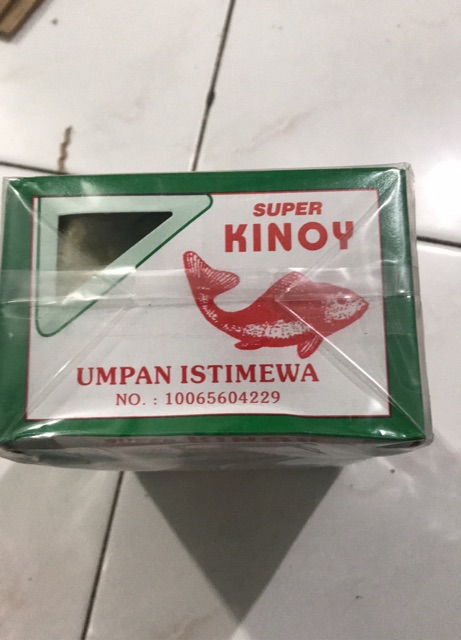 SUPER
KINOY
UMPAN ISTIMEWA
NO. : 10065604229